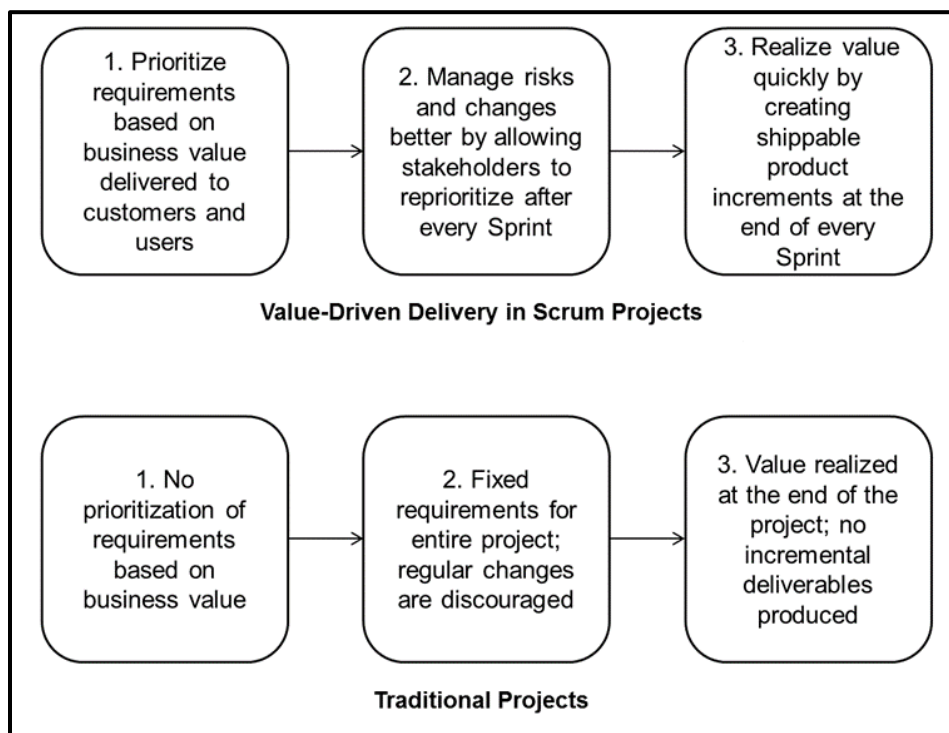 1. Prioritize
requirements
based on
business value
delivered to
customers and
users
2. Manage risks
and changes
better by allowing
stakeholders to
reprioritize after
every Sprint
3. Realize value
quickly by
creating
shippable
product
increments at the
end of every
Sprint
Value-Driven Delivery in Scrum Projects
1. No
prioritization of
requirements
based on
business value
2. Fixed
requirements for
entire project;
regular changes
are discouraged
3. Value realized
at the end of the
project; no
incremental
deliverables
produced
Traditional Projects